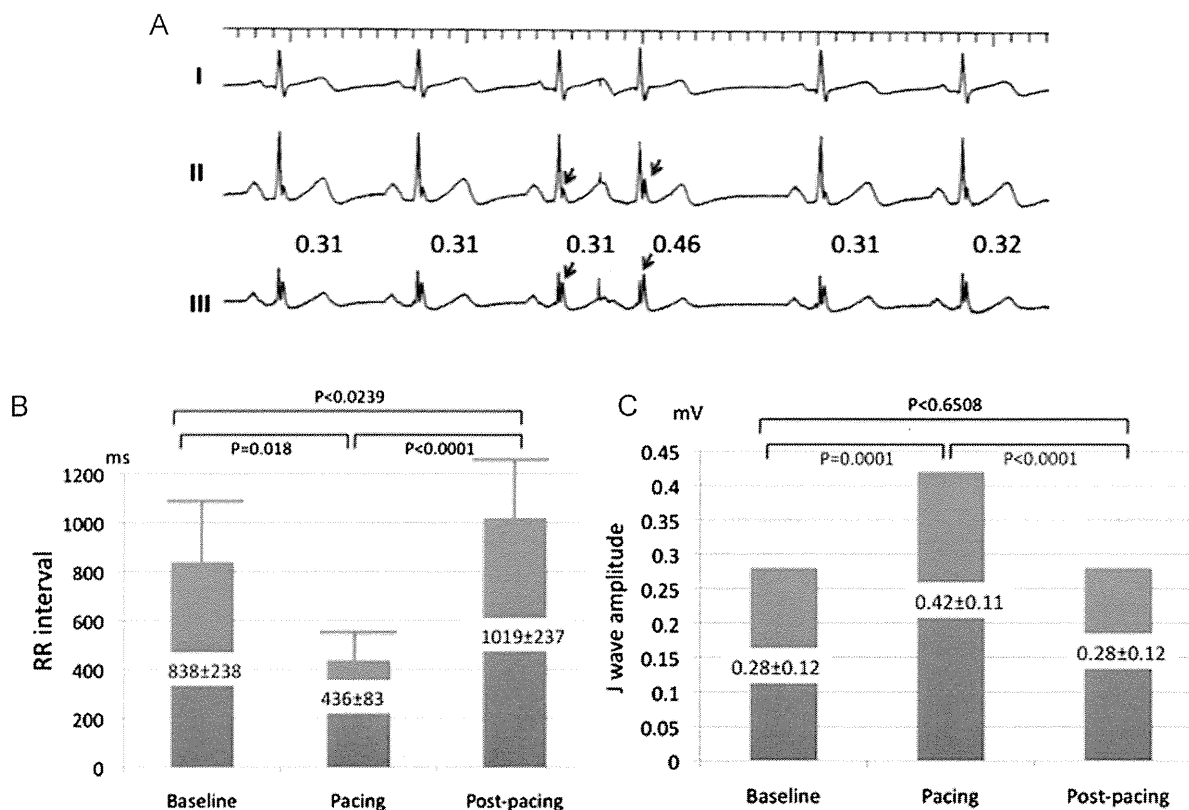 A
I
II
0.31 0.31 0.31 0.46 0.31 0.32
III
B
P<0.0239
P=0.018 P<0.0001
ms
1200
1000
800
600
400
200
0
RR interval
838±238
436±83
1019±237
Baseline Pacing Post-pacing
C
mV
P<0.6508
P=0.0001 P<0.0001
0.45
0.4
0.35
0.3
0.25
0.2
0.15
0.1
0.05
0
J wave amplitude
0.28±0.12
0.42±0.11
0.28±0.12
Baseline Pacing Post-pacing